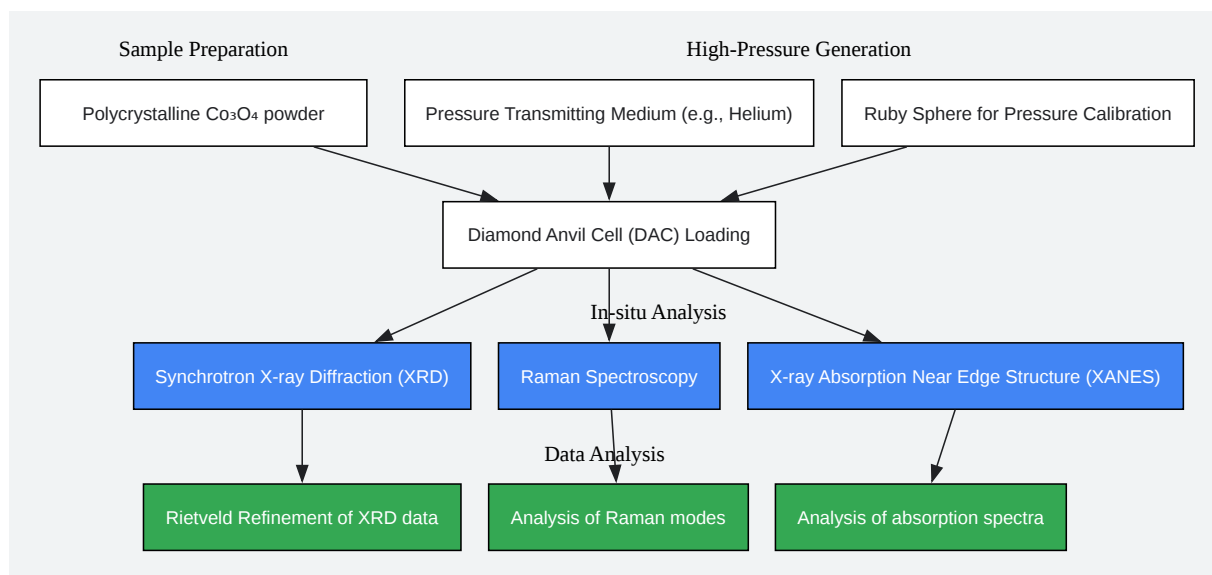 Sample Preparation
High-Pressure Generation
Polycrystalline Co₃O₄ powder
Pressure Transmitting Medium (e.g., Helium)
Ruby Sphere for Pressure Calibration
Diamond Anvil Cell (DAC) Loading
In-situ Analysis
Synchrotron X-ray Diffraction (XRD)
Raman Spectroscopy
X-ray Absorption Near Edge Structure (XANES)
Data Analysis
Rietveld Refinement of XRD data
Analysis of Raman modes
Analysis of absorption spectra